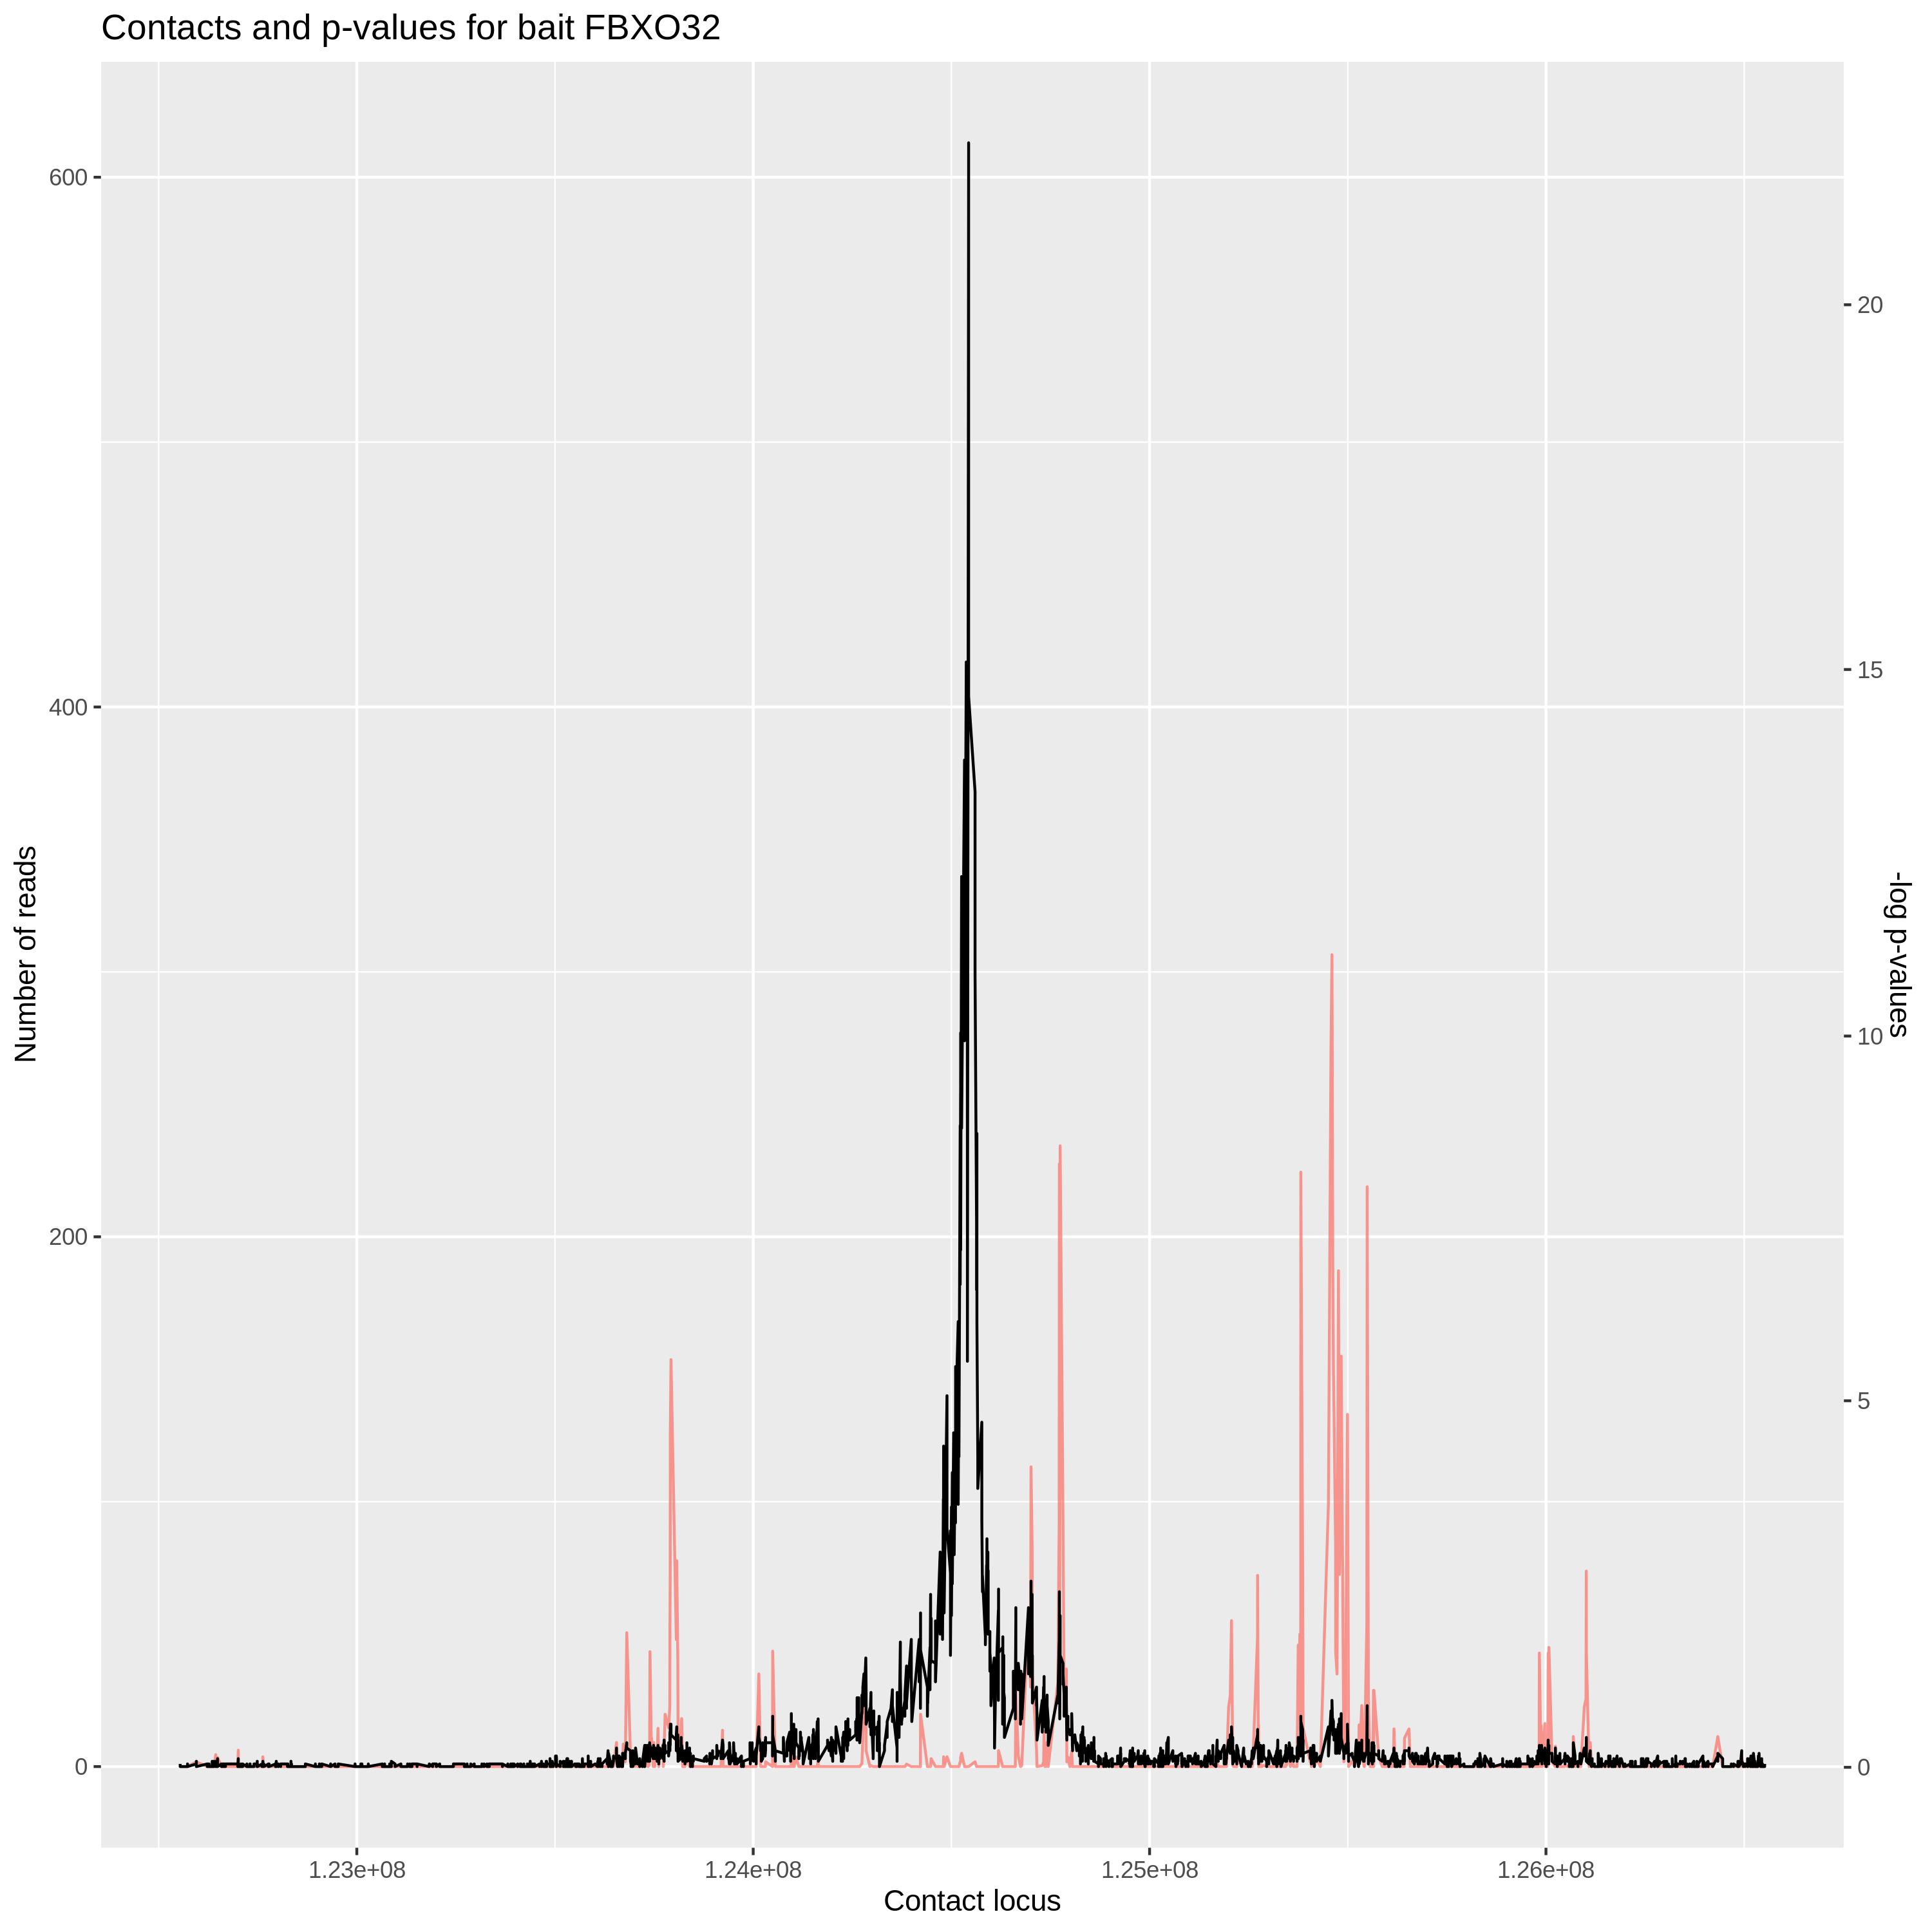 Contacts and p-values for bait FBXO32
600
400
200
0
Number of reads
20
15
10
5
0
-log p-values
1.23e+08
1.24e+08
1.25e+08
1.26e+08
Contact locus